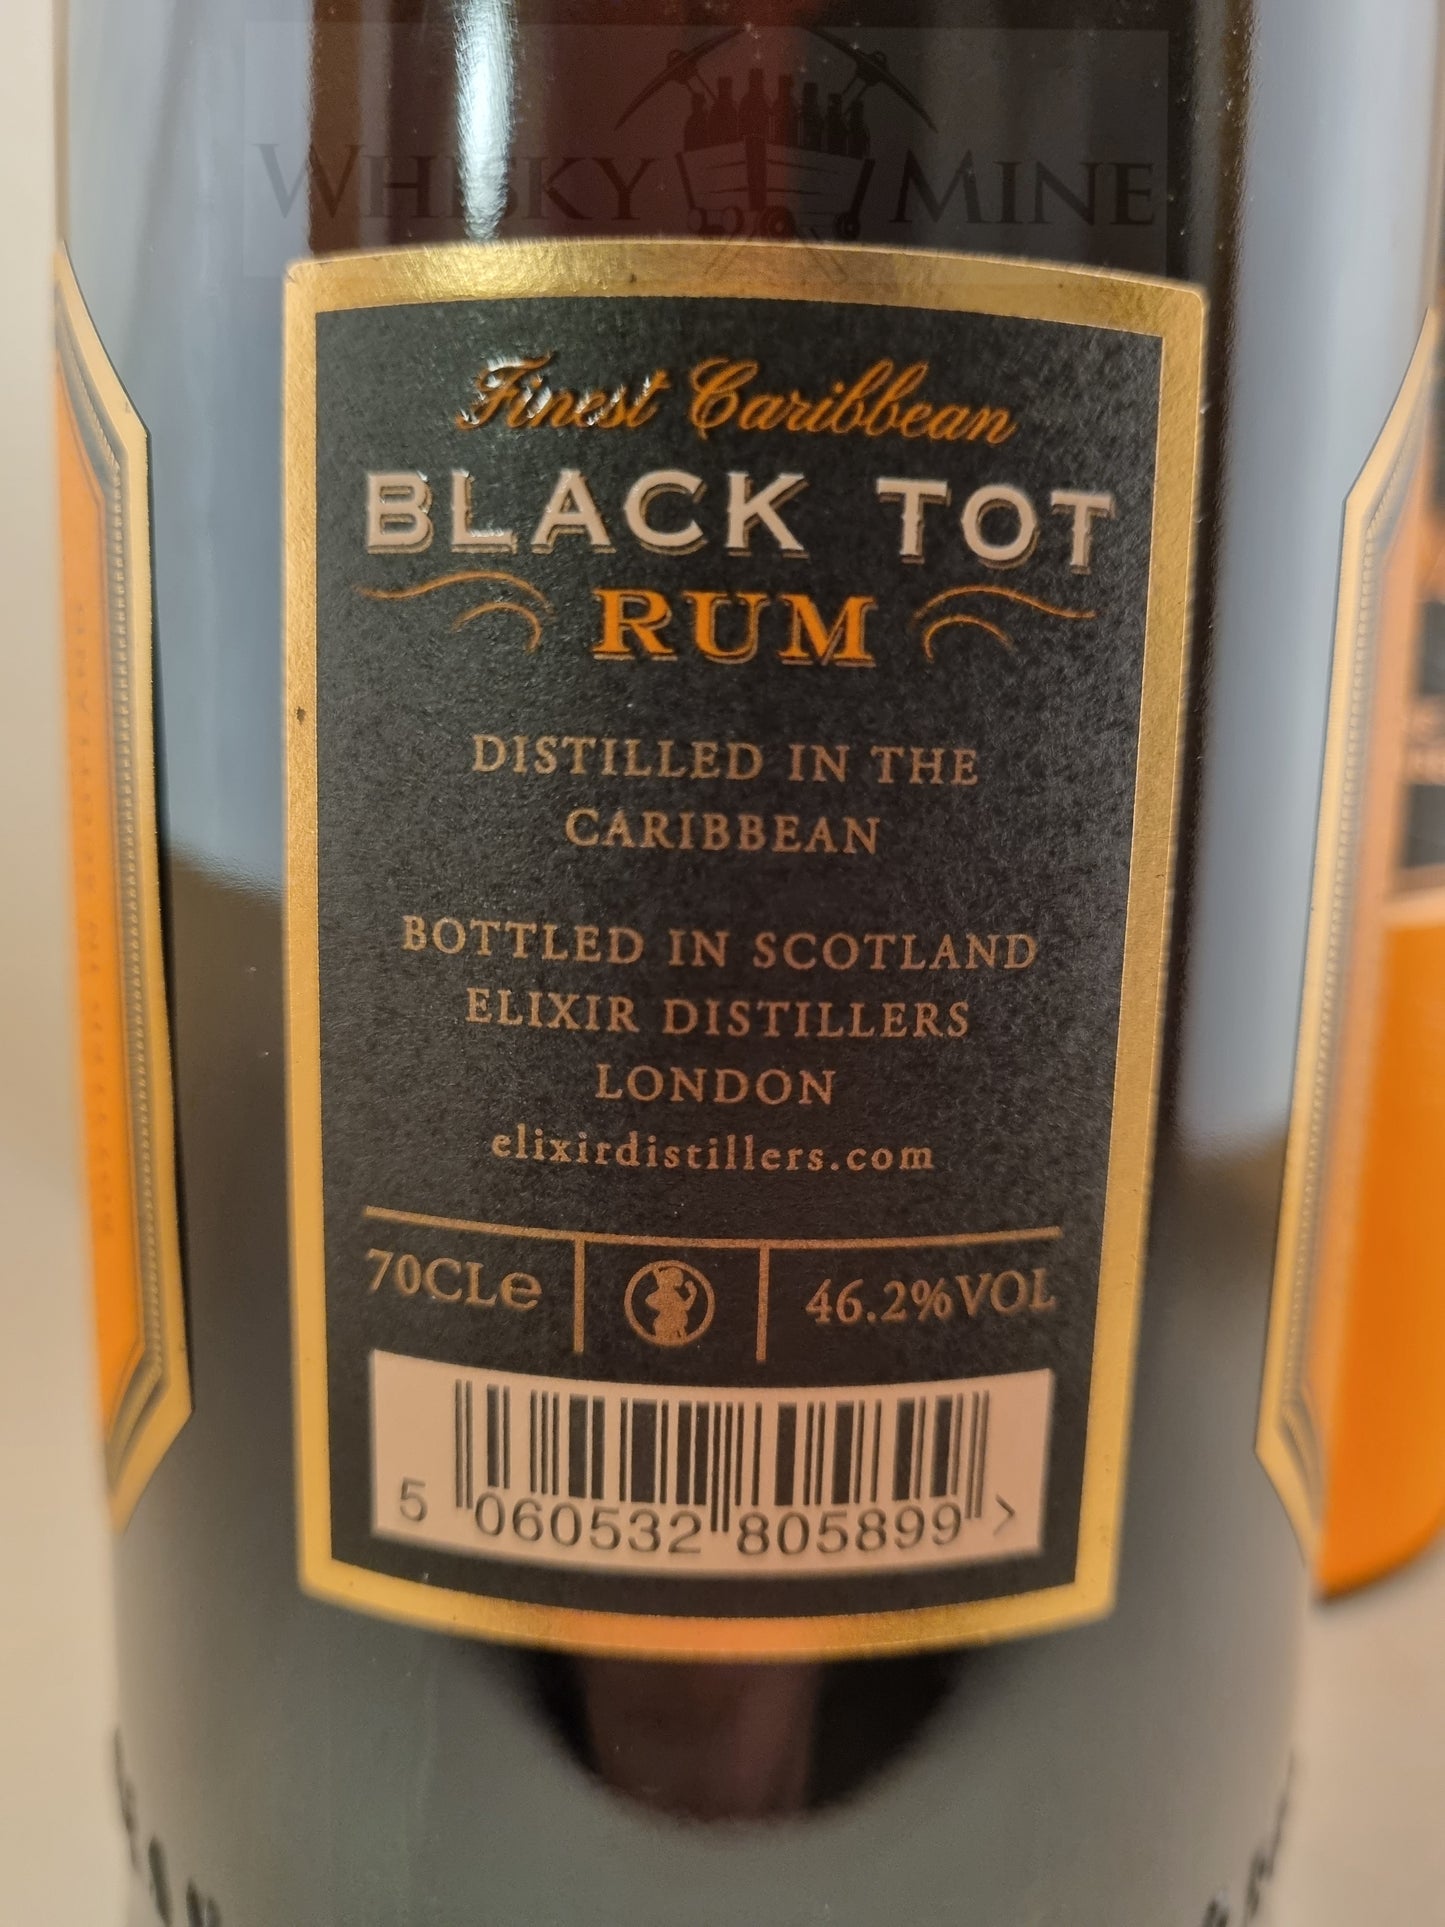 WHISKY MINE
Finest Caribbean
BLACK TOT
RUM
DISTILLED IN THE
CARIBBEAN
BOTTLED IN SCOTLAND
ELIXIR DISTILLERS
LONDON
elixirdistillers.com
70CLe
46.2%VOL
5 060532 805899 >